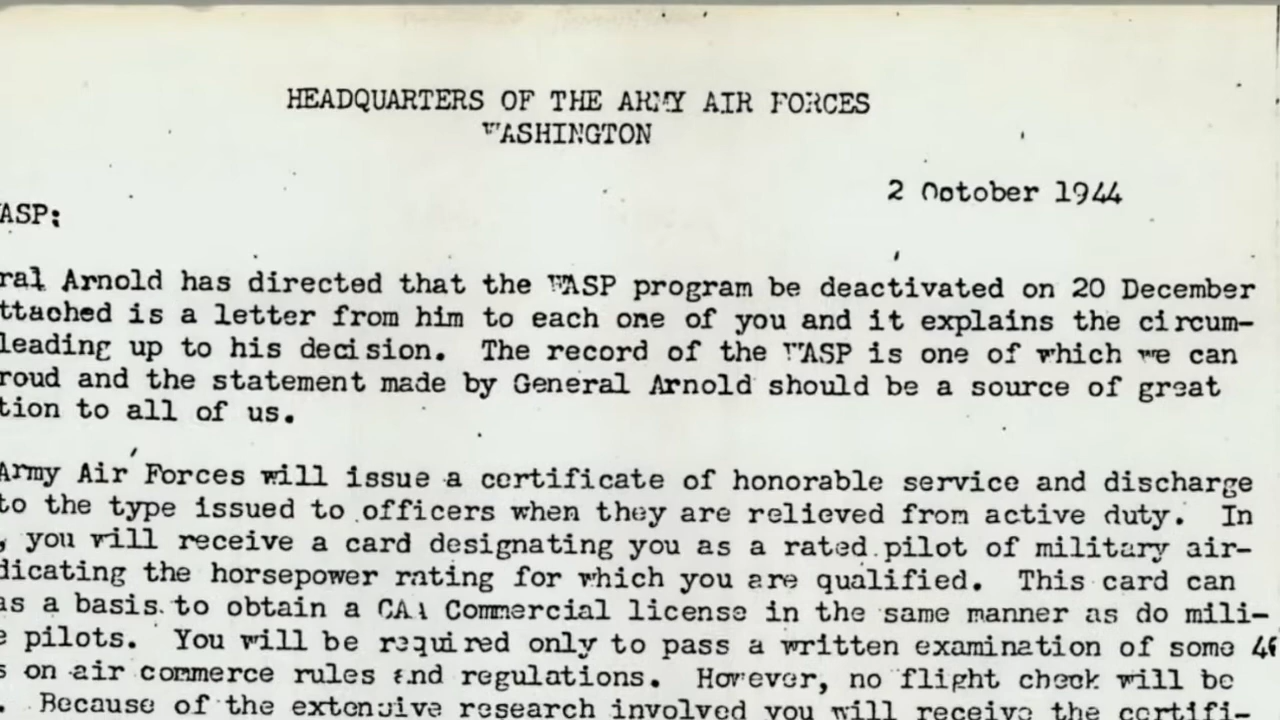 HEADQUARTERS OF THE ARMY AIR FORCES
WASHINGTON
2 October 1944
ASP:
ral Arnold has directed that the WASP program be deactivated on 20 December
ttached is a letter from him to each one of you and it explains the circum-
leading up to his decision. The record of the WASP is one of which we can
roud and the statement made by General Arnold should be a source of great
tion to all of us.
Army Air Forces will issue a certificate of honorable service and discharge
to the type issued to officers when they are relieved from active duty. In
, you will receive a card designating you as a rated pilot of military air-
dicating the horsepower rating for which you are qualified. This card can
as a basis to obtain a CAA Commercial license in the same manner as do mili-
e pilots. You will be required only to pass a written examination of some 4
s on air commerce rules and regulations. However, no flight check will be
. Because of the extensive research involved you will receive the certifi-